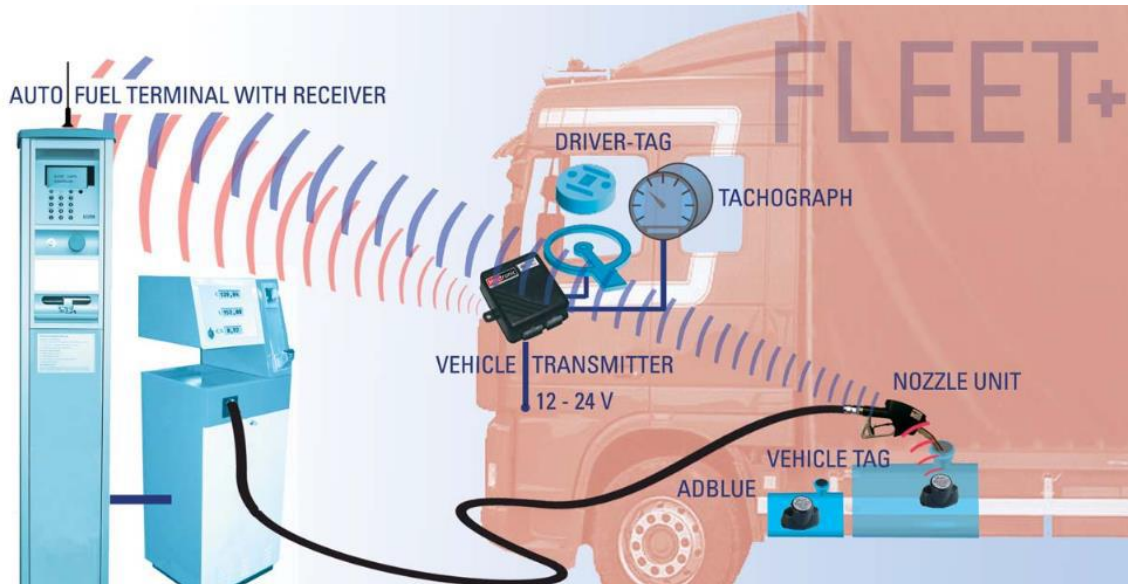 FLEET+
AUTO FUEL TERMINAL WITH RECEIVER
DRIVER-TAG
TACHOGRAPH
VEHICLE TRANSMITTER
12 - 24 V
NOZZLE UNIT
VEHICLE TAG
ADBLUE